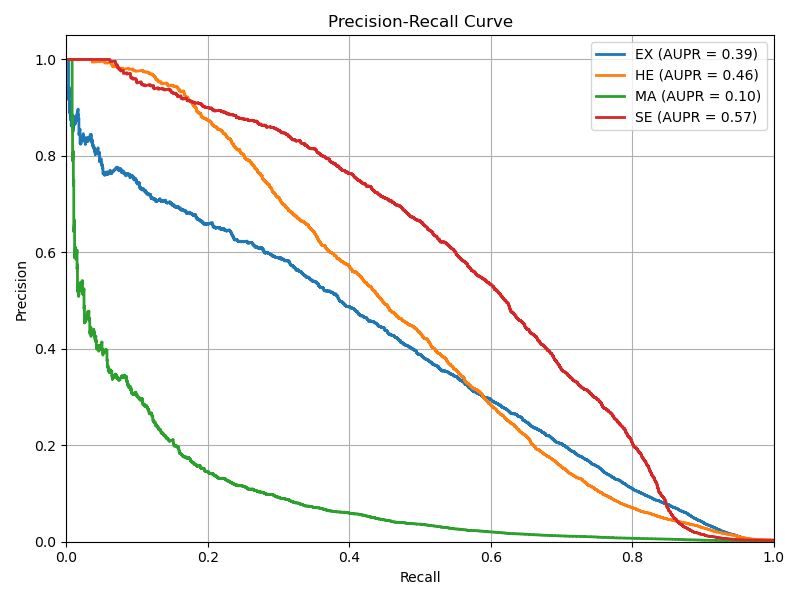 Precision-Recall Curve
EX (AUPR = 0.39)
HE (AUPR = 0.46)
MA (AUPR = 0.10)
SE (AUPR = 0.57)
Precision
1.0
0.8
0.6
0.4
0.2
0.0
0.0 0.2 0.4 0.6 0.8 1.0
Recall